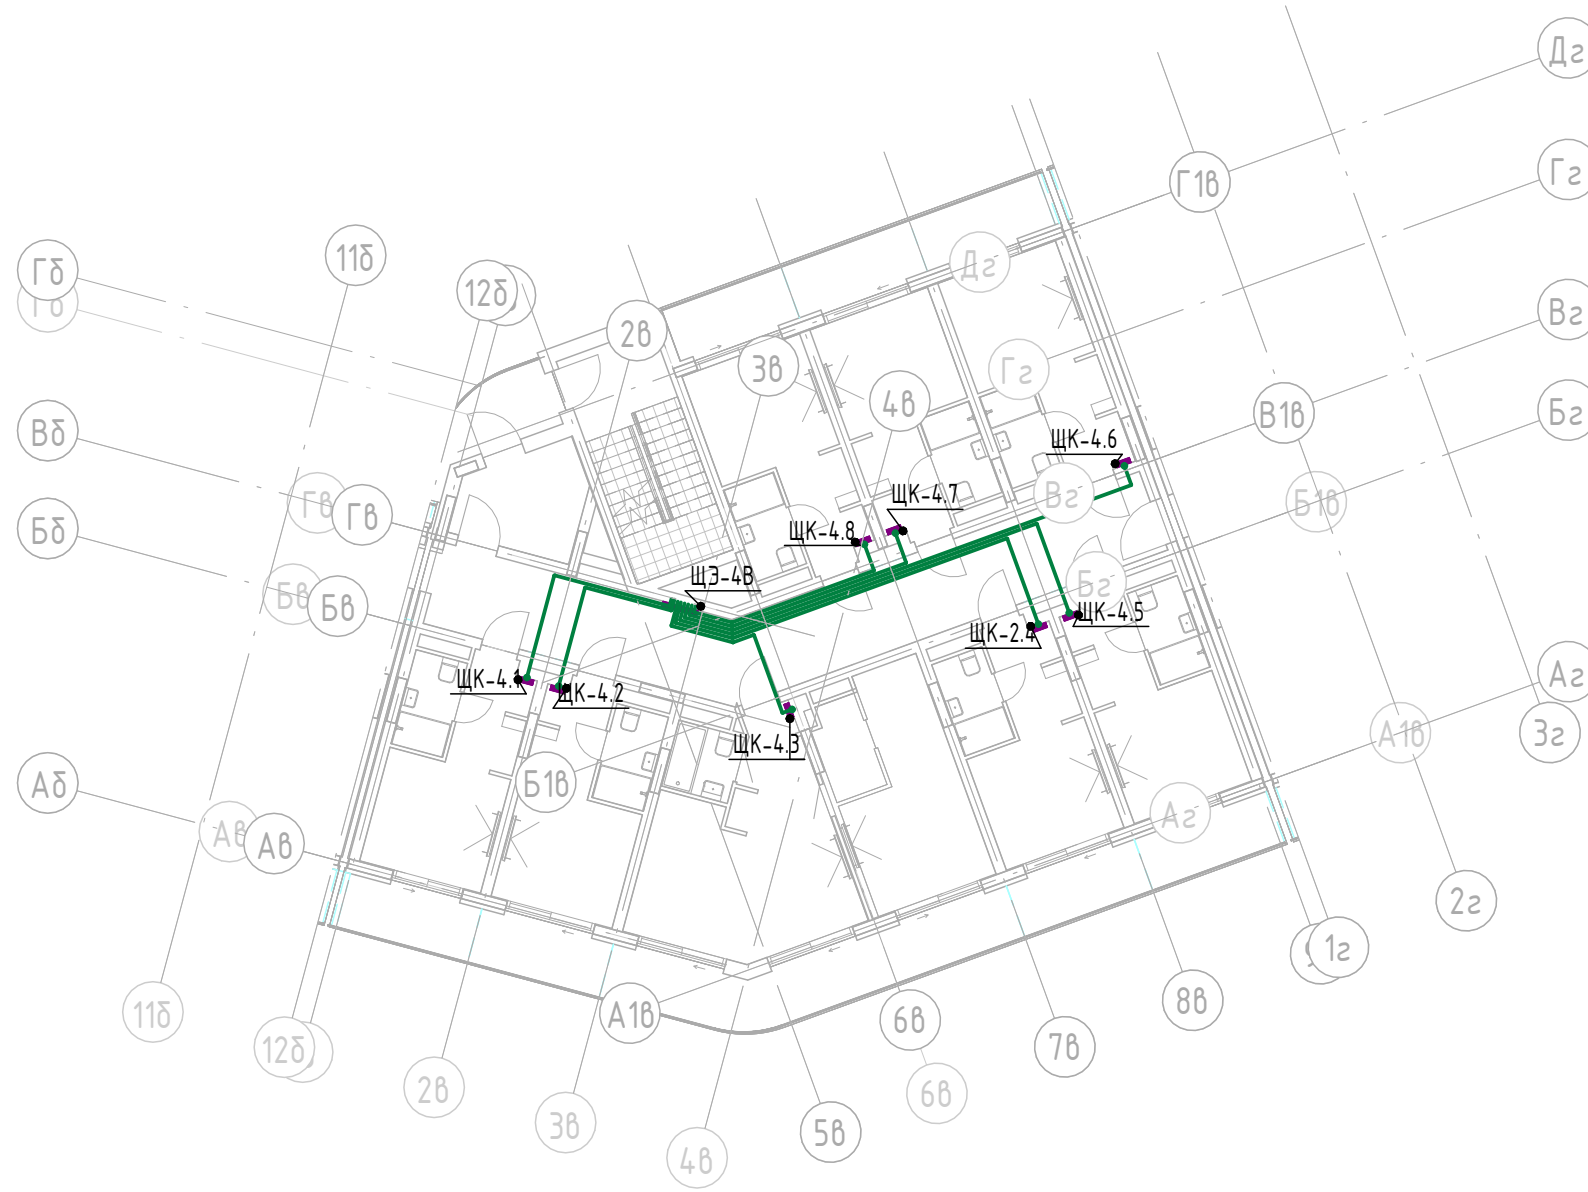 Дг
Гг
Г1в
11б
Гб
Гб
12б
Дг
2в
Вг
3в
Гг
4в
Бг
В1в
Вб
ЩК-4.6
Вг
ЩК-4.7
Б1в
Гв
Гв
Бб
ЩК-4.8
ЩЭ-4В
Бг
Бв
Бв
ЩК-4.5
ЩК-2.4
ЩК-4.1
ЩК-4.2
Аг
А1в
3г
ЩК-4.3
Аб
Б1в
Аг
Ав
Ав
2г
1г
11б
А1в
8в
6в
12б
7в
2в
6в
3в
5в
4в